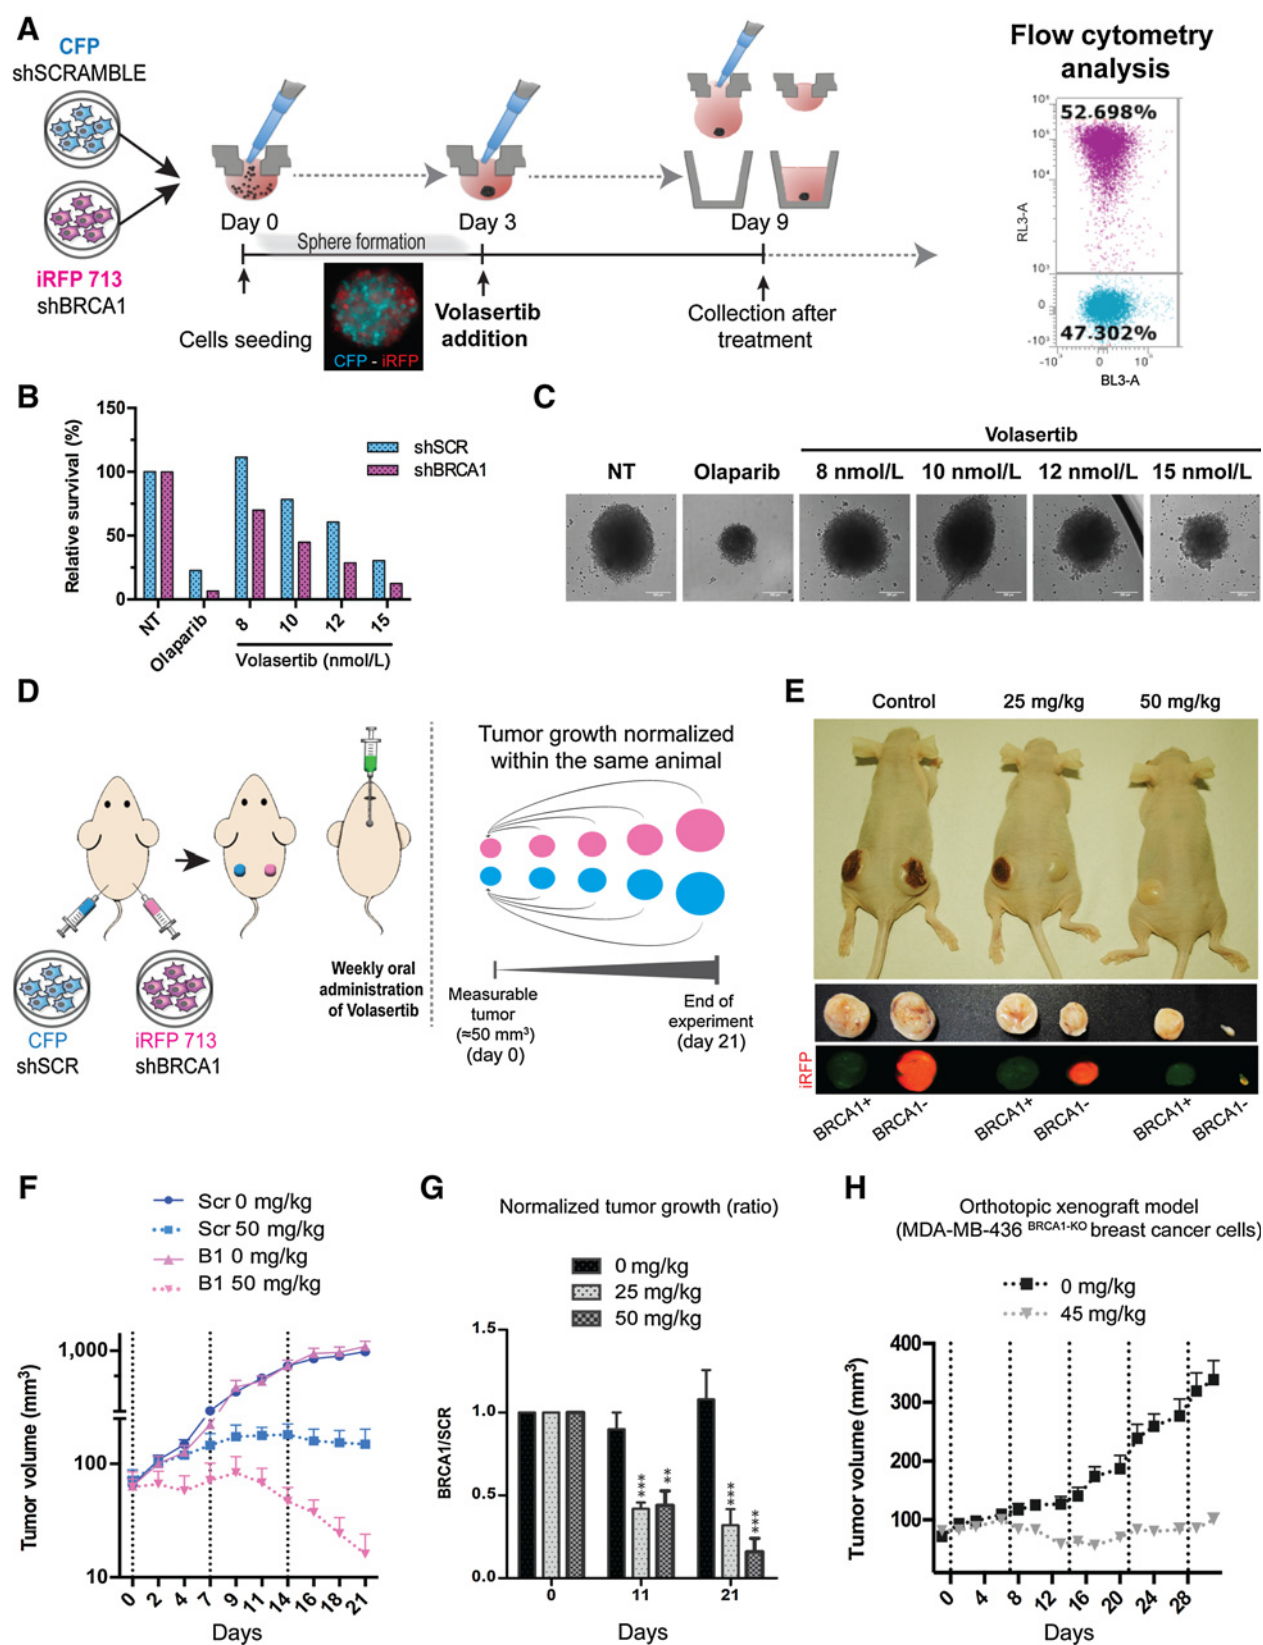 A
CFP
shSCRAMBLE
iRFP 713
shBRCA1
Day 0
Day 3
Day 9
Sphere formation
Cells seeding
CFP - iRFP
Volasertib
addition
Collection after
treatment
Flow cytometry
analysis
52.698%
47.302%
RL3-A
10⁵
10⁴
10³
0
-10³
0
BL3-A
B
Relative survival (%)
150
100
50
0
shSCR
shBRCA1
NT
Olaparib
8
10
12
15
Volasertib (nmol/L)
C
Volasertib
NT
Olaparib
8 nmol/L
10 nmol/L
12 nmol/L
15 nmol/L
D
CFP
shSCR
iRFP 713
shBRCA1
Weekly oral
administration
of Volasertib
Tumor growth normalized
within the same animal
Measurable
tumor
(≈50 mm³)
(day 0)
End of
experiment
(day 21)
E
Control
25 mg/kg
50 mg/kg
iRFP
BRCA1+
BRCA1-
BRCA1+
BRCA1-
BRCA1+
BRCA1-
F
Scr 0 mg/kg
Scr 50 mg/kg
B1 0 mg/kg
B1 50 mg/kg
Tumor volume (mm³)
1,000
100
10
0 2 4 7 9 11 14 16 18 21
Days
G
Normalized tumor growth (ratio)
0 mg/kg
25 mg/kg
50 mg/kg
BRCA1/SCR
1.5
1.0
0.5
0.0
***
**
***
***
0 11 21
Days
H
Orthotopic xenograft model
(MDA-MB-436 BRCA1-KO breast cancer cells)
0 mg/kg
45 mg/kg
Tumor volume (mm³)
400
300
200
100
0 4 8 12 16 20 24 28
Days